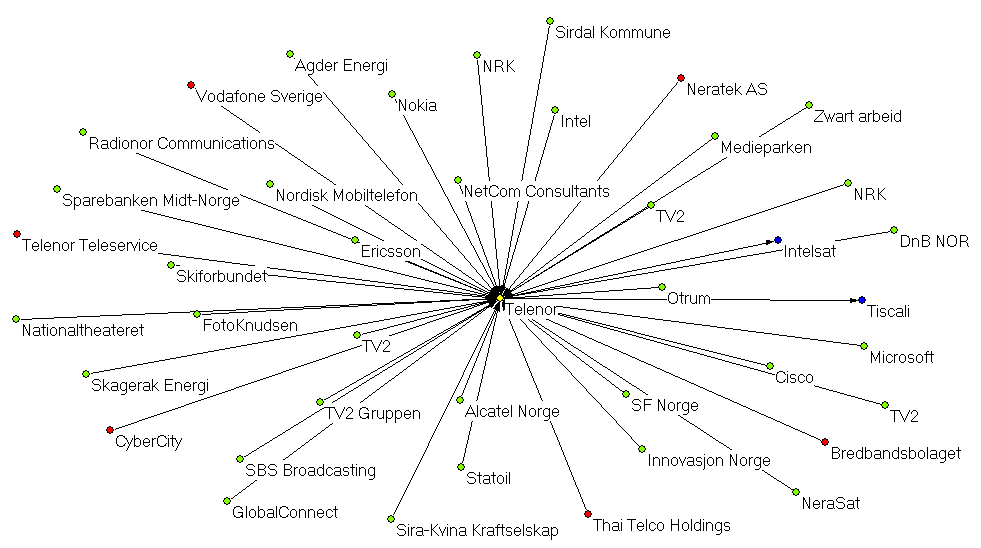 Sirdal Kommune
Agder Energi
NRK
Vodafone Sverige
Neratek AS
Nokia
Intel
Zwart arbeid
Radionor Communications
Medieparken
Sparebanken Midt-Norge
Nordisk Mobiltelefon
NetCom Consultants
NRK
TV2
Telenor Teleservice
Ericsson
Intelsat
DnB NOR
Skiforbundet
Otrum
Telenor
Tiscali
Nationaltheateret
FotoKnudsen
TV2
Microsoft
Skagerak Energi
Cisco
TV2 Gruppen
Alcatel Norge
SF Norge
TV2
CyberCity
Bredbandsbolaget
SBS Broadcasting
Statoil
Innovasjon Norge
GlobalConnect
NeraSat
Sira-Kvina Kraftselskap
Thai Telco Holdings